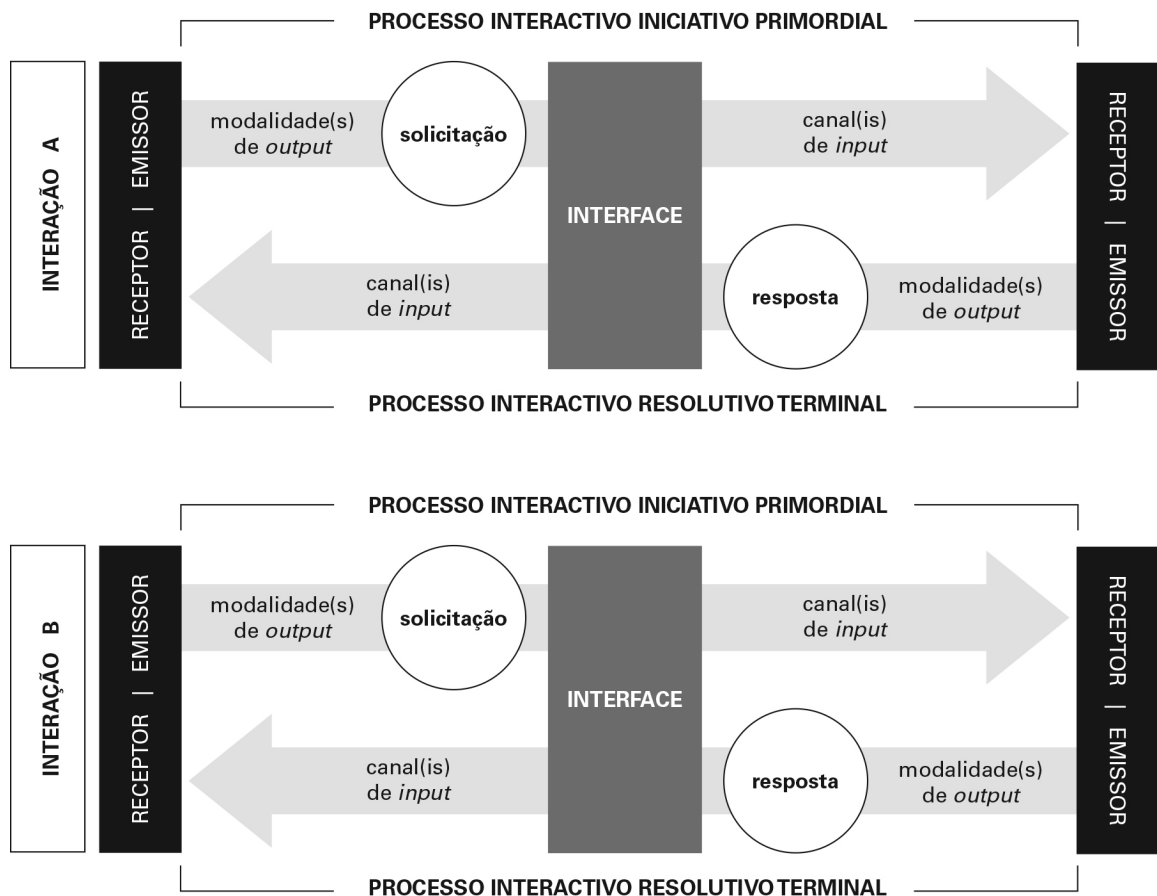 PROCESSO INTERACTIVO INICIATIVO PRIMORDIAL
INTERAÇÃO A
RECEPTOR | EMISSOR
modalidade(s)
de output
solicitação
INTERFACE
canal(is)
de input
RECEPTOR | EMISSOR
canal(is)
de input
resposta
modalidade(s)
de output
PROCESSO INTERACTIVO RESOLUTIVO TERMINAL
PROCESSO INTERACTIVO INICIATIVO PRIMORDIAL
INTERAÇÃO B
RECEPTOR | EMISSOR
modalidade(s)
de output
solicitação
INTERFACE
canal(is)
de input
RECEPTOR | EMISSOR
canal(is)
de input
resposta
modalidade(s)
de output
PROCESSO INTERACTIVO RESOLUTIVO TERMINAL